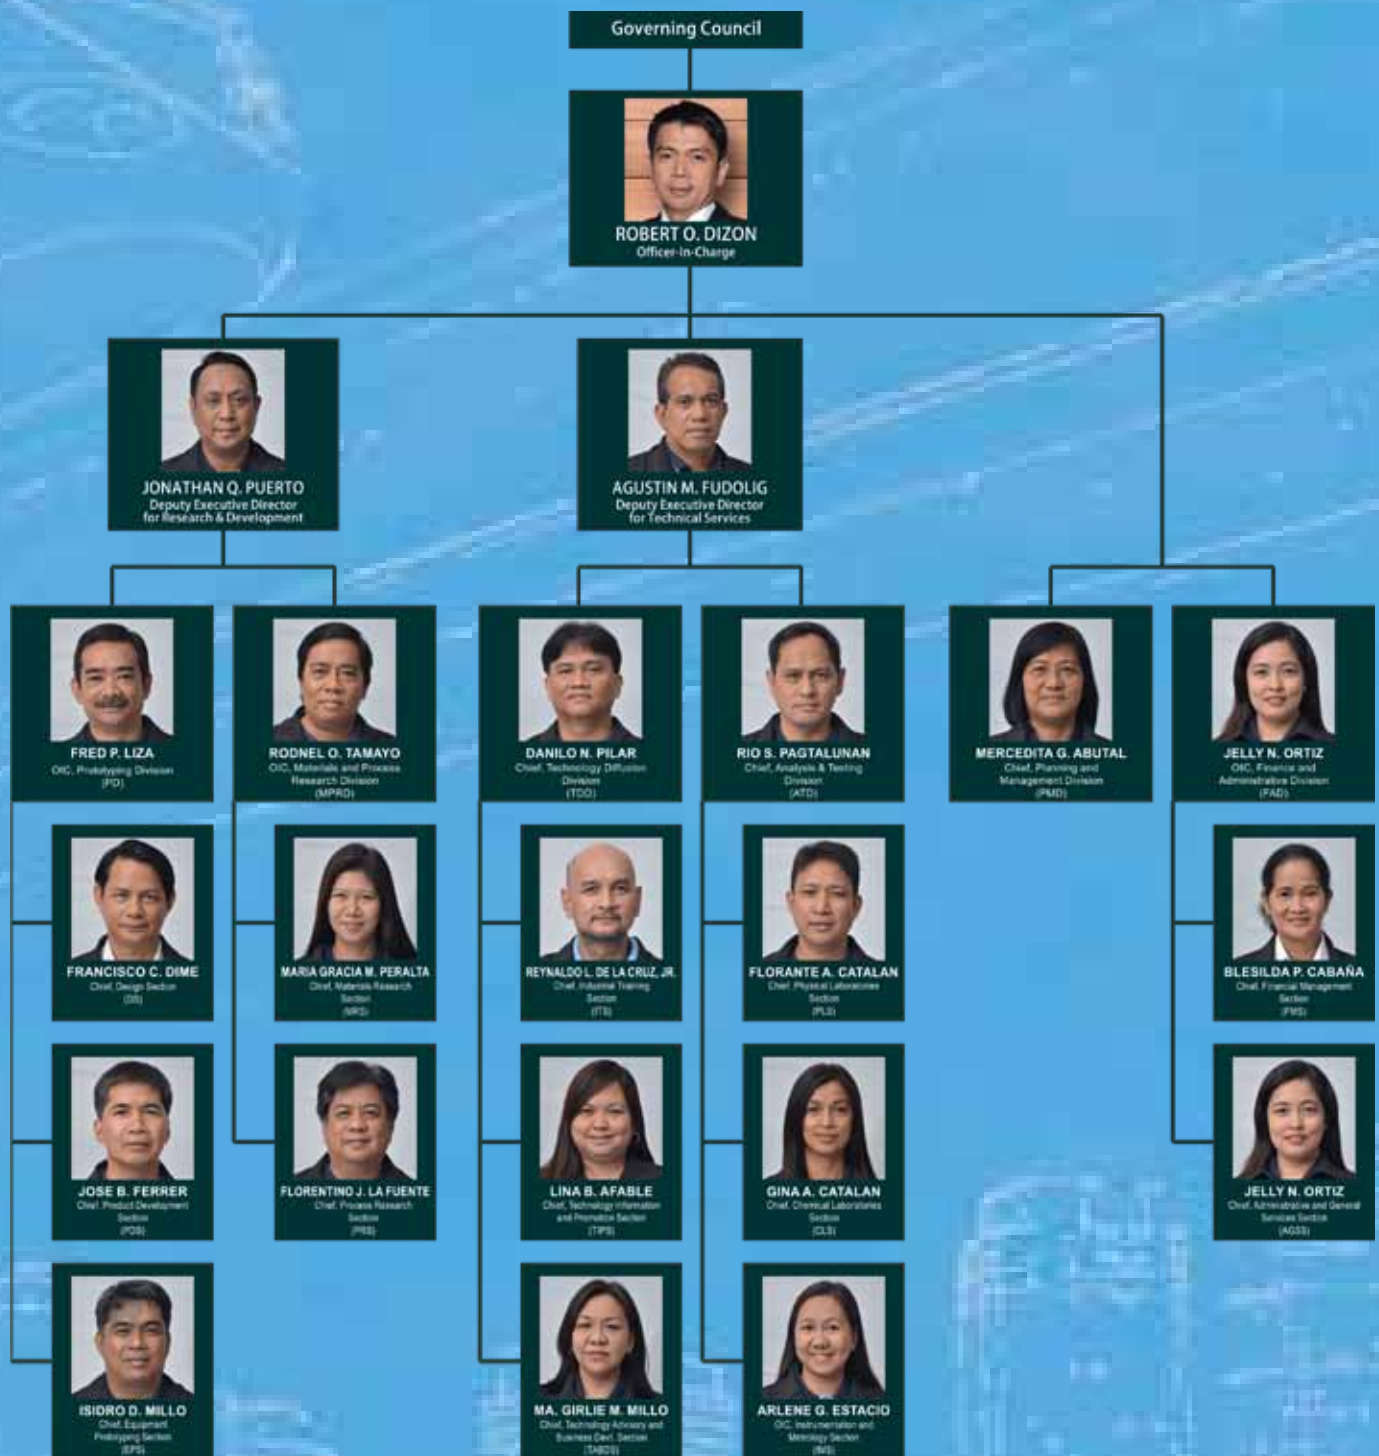 Governing Council
ROBERT O. DIZON
Officer-in-Charge
JONATHAN Q. PUERTO
Deputy Executive Director
for Research & Development
AGUSTIN M. FUDOLIG
Deputy Executive Director
for Technical Services
FRED P. LIZA
OIC, Prototyping Division
(PD)
RODNEL O. TAMAYO
OIC, Materials and Process
Research Division
(MPRD)
DANILO N. PILAR
Chief, Technology Diffusion
Division
(TDD)
RIO S. PAGTALUNAN
Chief, Analysis & Testing
Division
(ATD)
MERCEDITA G. ABUTAL
Chief, Planning and
Management Division
(PMD)
JELLY N. ORTIZ
OIC, Finance and
Administrative Division
(FAD)
FRANCISCO C. DIME
Chief, Design Section
(DS)
MARIA GRACIA M. PERALTA
Chief, Materials Research
Section
(MRS)
REYNALDO L. DE LA CRUZ, JR.
Chief, Industrial Training
Section
(ITS)
FLORANTE A. CATALAN
Chief, Physical Laboratories
Section
(PLS)
BLESILDA P. CABAÑA
Chief, Financial Management
Section
(FMS)
JOSE B. FERRER
Chief, Product Development
Section
(PDS)
FLORENTINO J. LA FUENTE
Chief, Process Research
Section
(PRS)
LINA B. AFABLE
Chief, Technology Information
and Promotion Section
(TIPS)
GINA A. CATALAN
Chief, Chemical Laboratories
Section
(CLS)
JELLY N. ORTIZ
Chief, Administrative and General
Services Section
(AGSS)
ISIDRO D. MILLO
Chief, Equipment
Prototyping Section
(EPS)
MA. GIRLIE M. MILLO
Chief, Technology Advisory and
Business Devt. Section
(TABDS)
ARLENE G. ESTACIO
OIC, Instrumentation and
Metrology Section
(IMS)